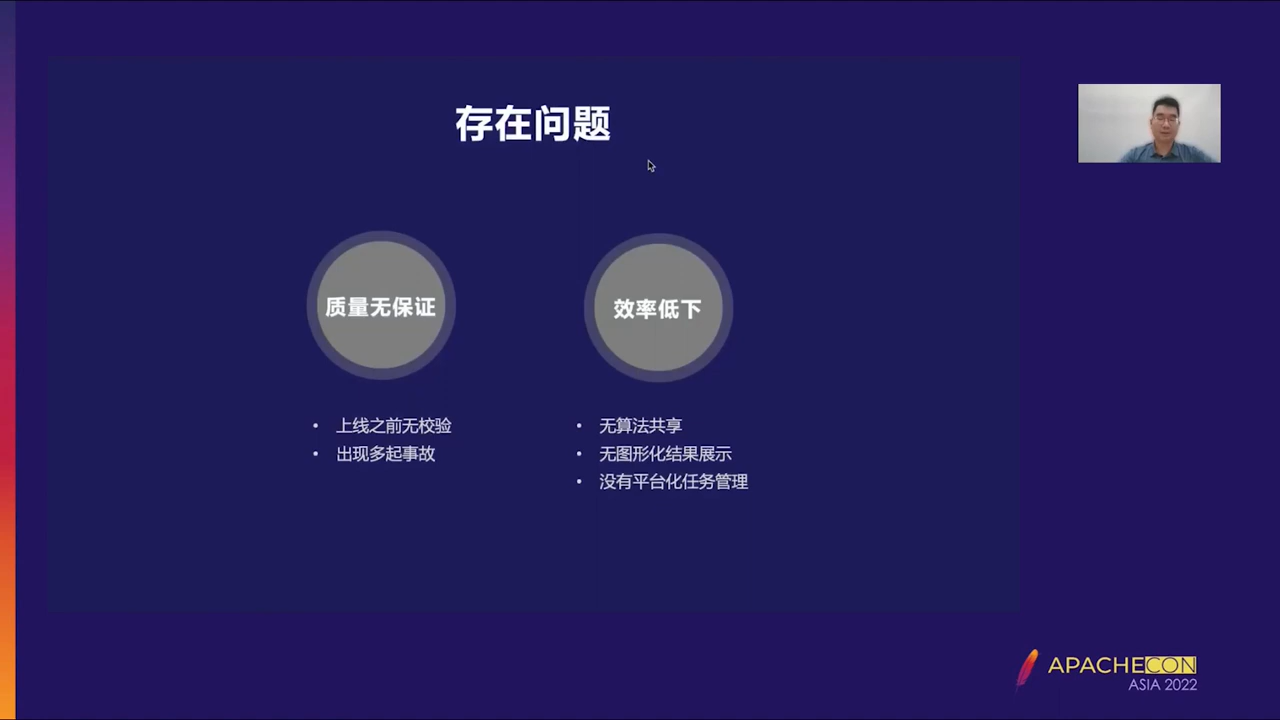 存在问题
质量无保证
效率低下
• 上线之前无校验
• 出现多起事故
• 无算法共享
• 无图形化结果展示
• 没有平台化任务管理
APACHECON
ASIA 2022